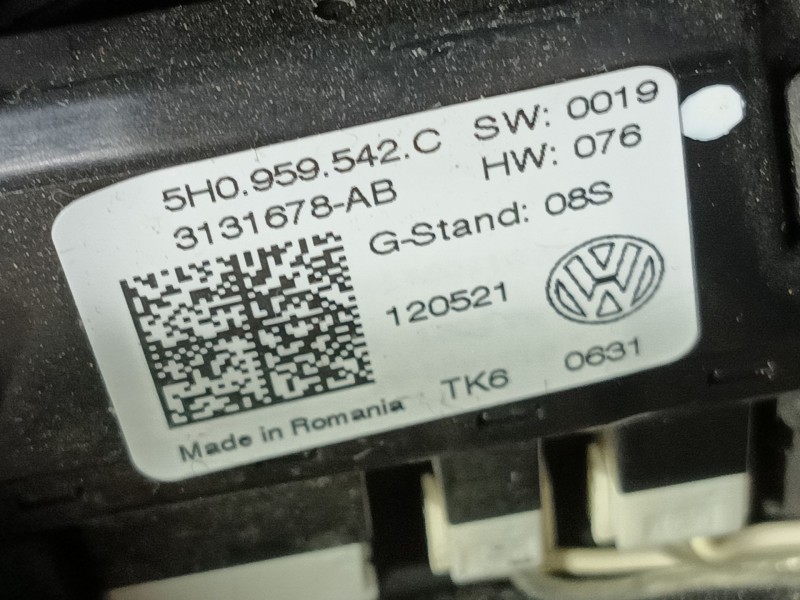 5H0.959.542.C SW: 0019
3131678-AB HW: 076
G-Stand: 08S
120521
Made in Romania TK6 0631